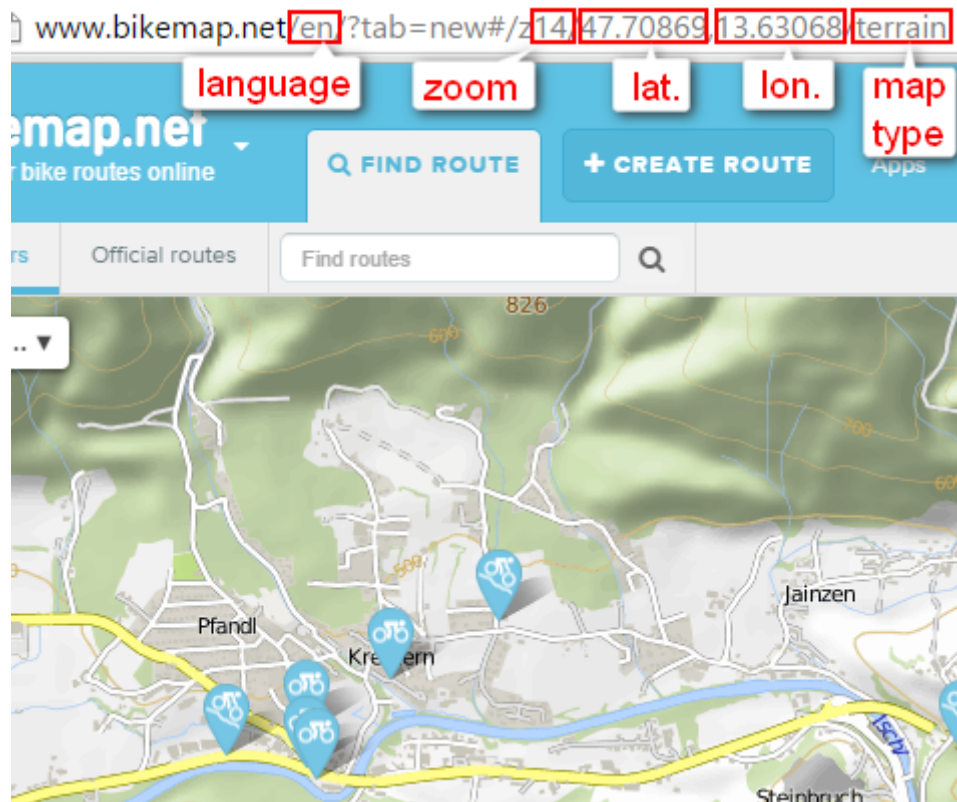 www.bikemap.net/en/?tab=new#/z14/47.70869,13.63068/terrain
language
zoom
lat.
lon.
map
type
emap.net
r bike routes online
FIND ROUTE
+ CREATE ROUTE
Apps
rs
Official routes
Find routes
826
600
.. ▼
700
600
500
Jainzen
Pfandl
Ischl
Steinbruch